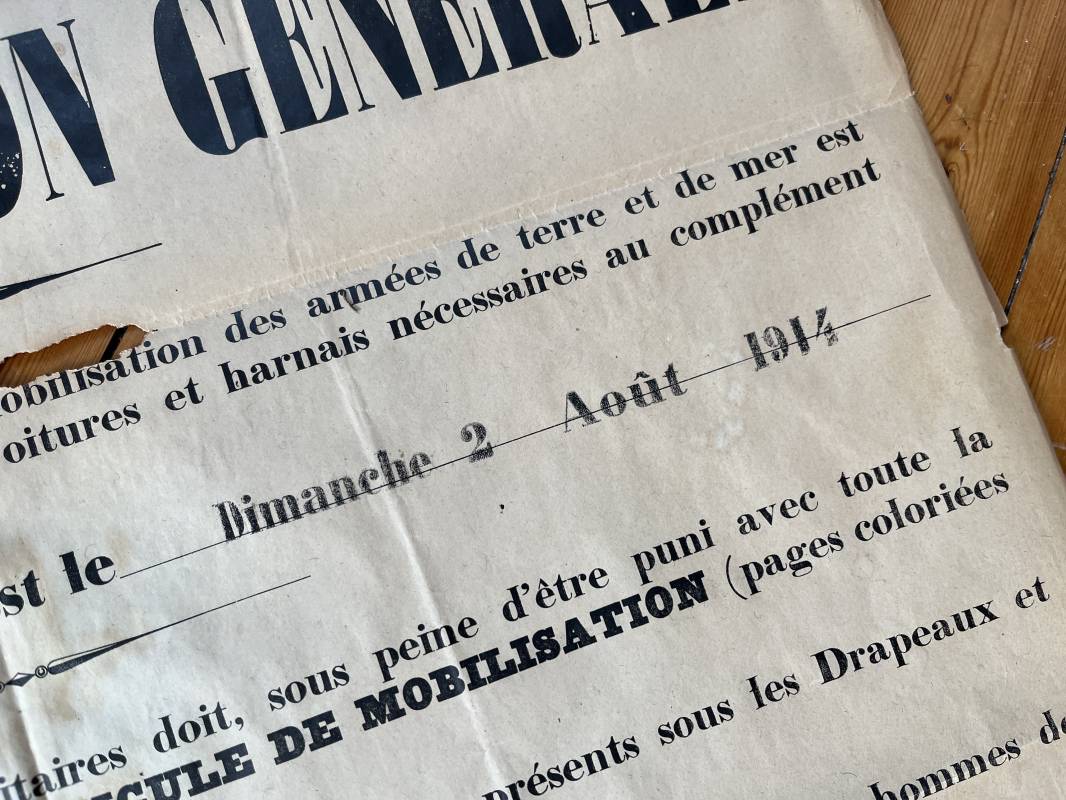 ON GÉNÉRALE
obilisation des armées de terre et de mer est
oitures et harnais nécessaires au complément
st le Dimanche 2 Août 1914
itaires doit, sous peine d'être puni avec toute la
CULE DE MOBILISATION (pages coloriées
présents sous les Drapeaux et
hommes de